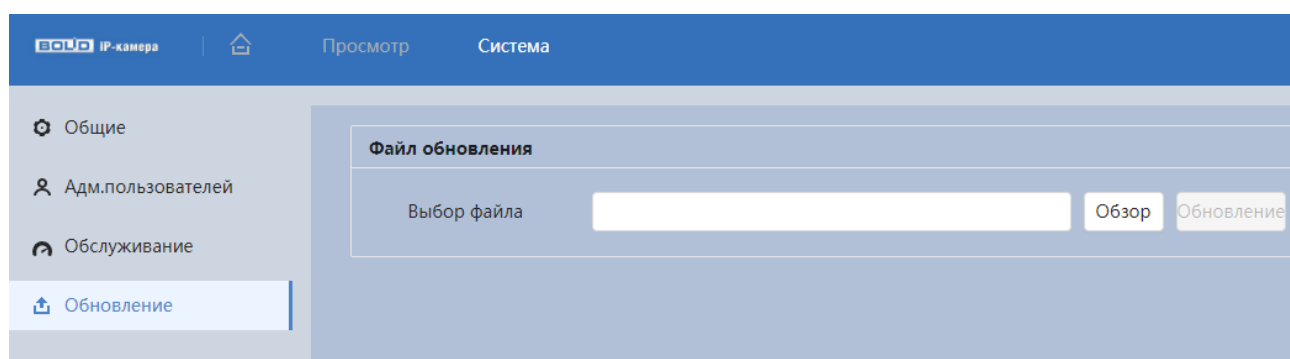 BOLID IP-камера Просмотр Система
Общие
Файл обновления
Адм.пользователей
Выбор файла Обзор Обновление
Обслуживание
Обновление